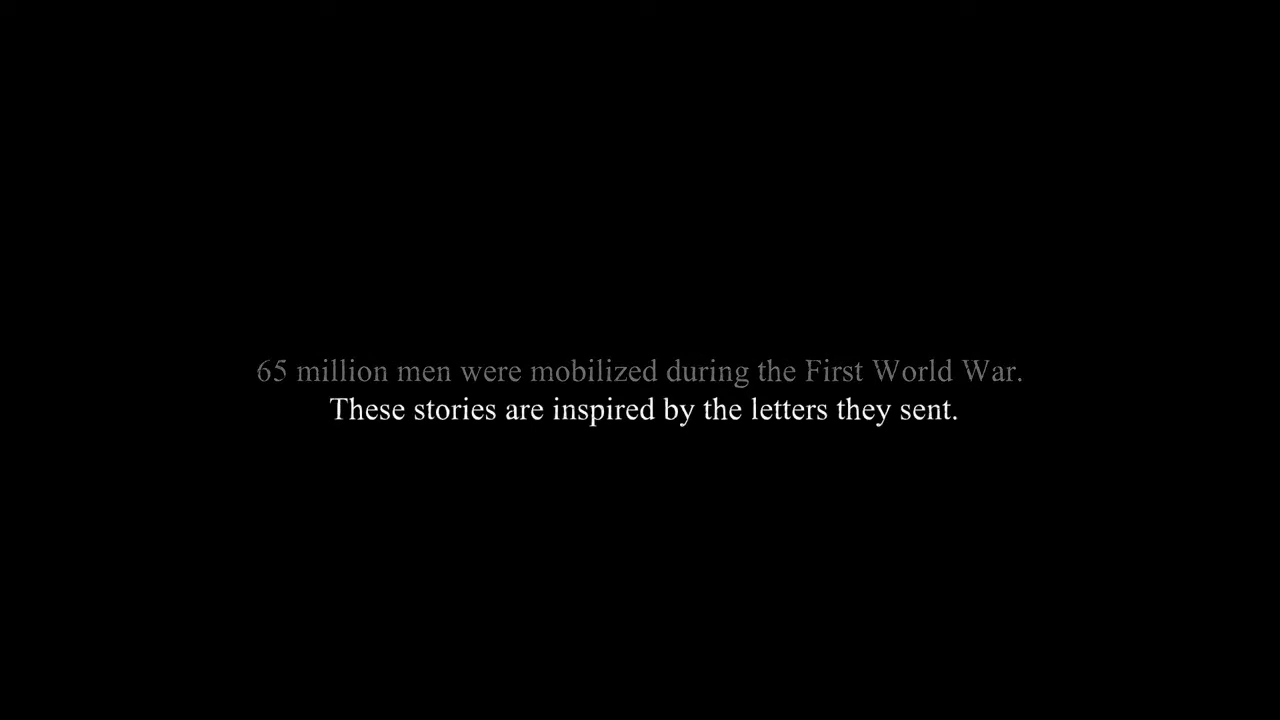 65 million men were mobilized during the First World War.
These stories are inspired by the letters they sent.